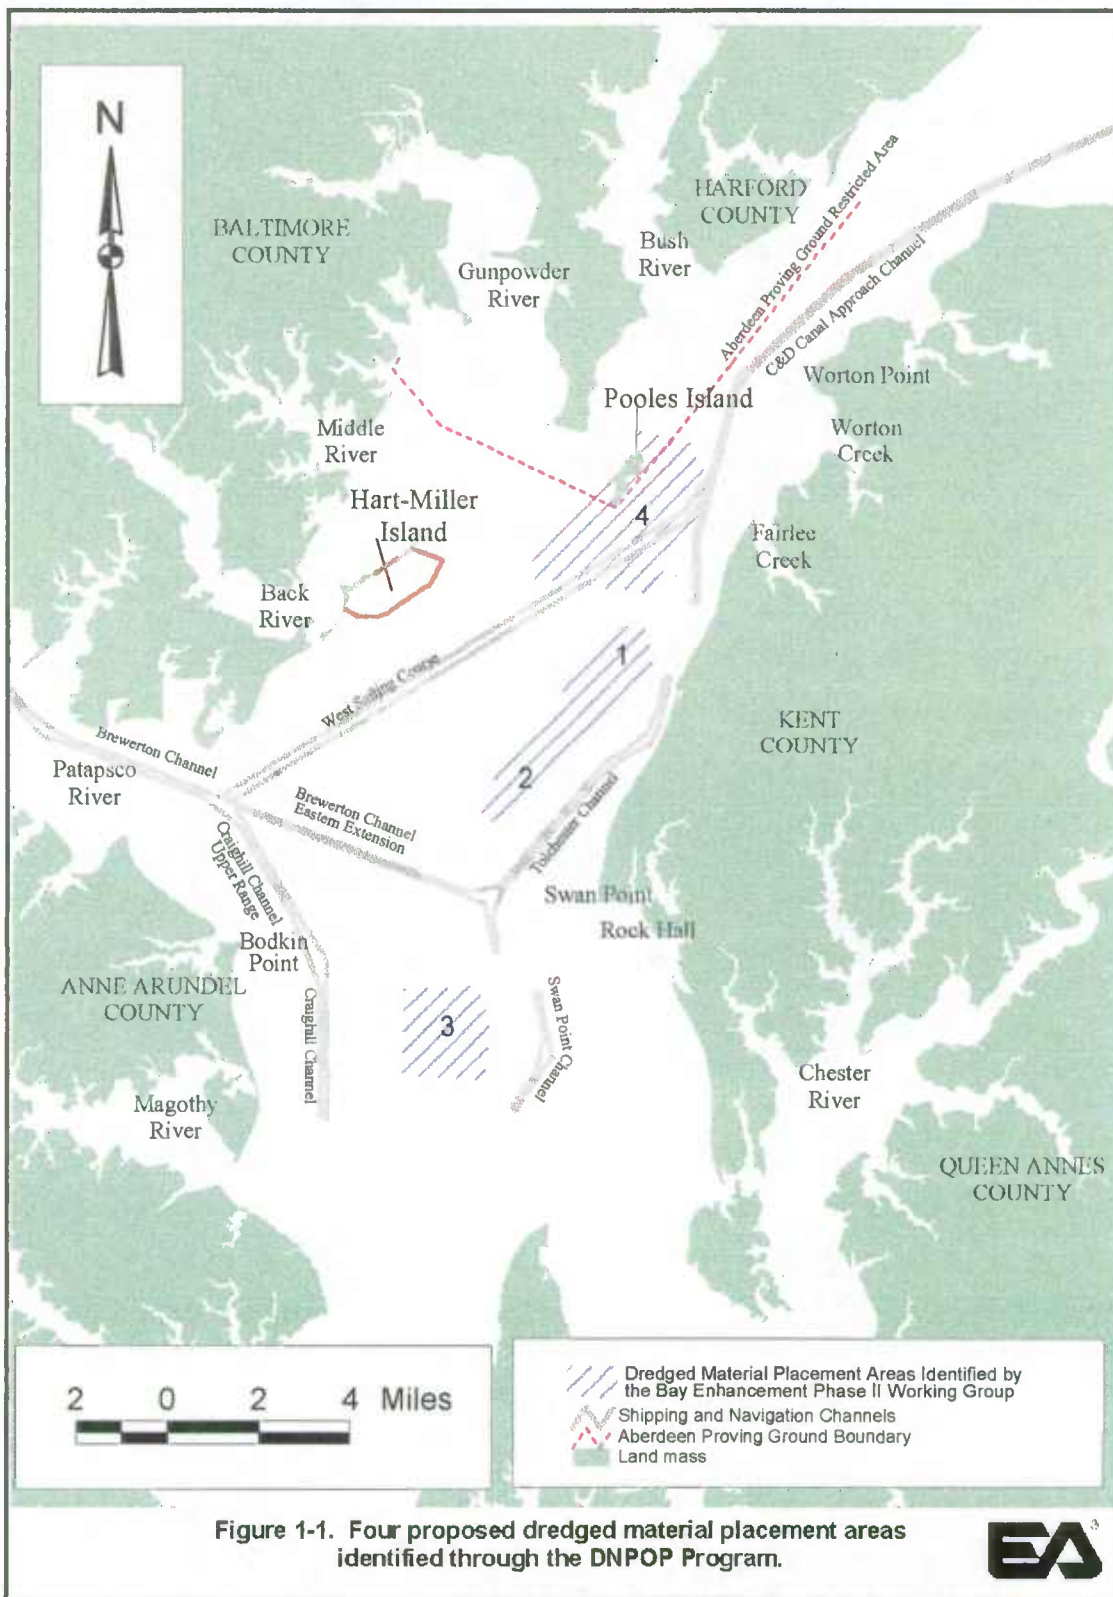 N
BALTIMORE
COUNTY
HARFORD
COUNTY
Bush
River
Gunpowder
River
Aberdeen Proving Ground Restricted Area
C&D Canal Approach Channel
Worton Point
Pooles Island
Worton
Creek
Middle
River
Hart-Miller
Island
4
Fairlee
Creek
Back
River
1
West Sailing Course
KENT
COUNTY
Brewerton Channel
Patapsco
River
2
Brewerton Channel
Eastern Extension
Tolchester Channel
Craighill Channel
Upper Range
Swan Point
Rock Hall
Bodkin
Point
ANNE ARUNDEL
COUNTY
Craighill Channel
3
Swan Point Channel
Chester
River
Magothy
River
QUEEN ANNES
COUNTY
2 0 2 4 Miles
Dredged Material Placement Areas Identified by
the Bay Enhancement Phase II Working Group
Shipping and Navigation Channels
Aberdeen Proving Ground Boundary
Land mass
Figure 1-1. Four proposed dredged material placement areas
identified through the DNPOP Program.
EA